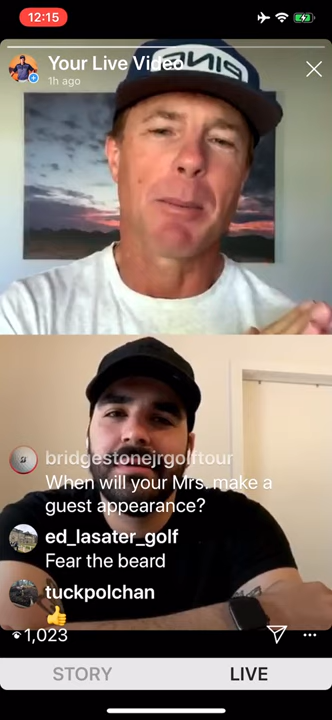 12:15
PING
Your Live Video
1h ago
bridgestonejrgolftour
When will your Mrs. make a
guest appearance?
ed_lasater_golf
Fear the beard
tuckpolchan
👍
1,023
STORY
LIVE